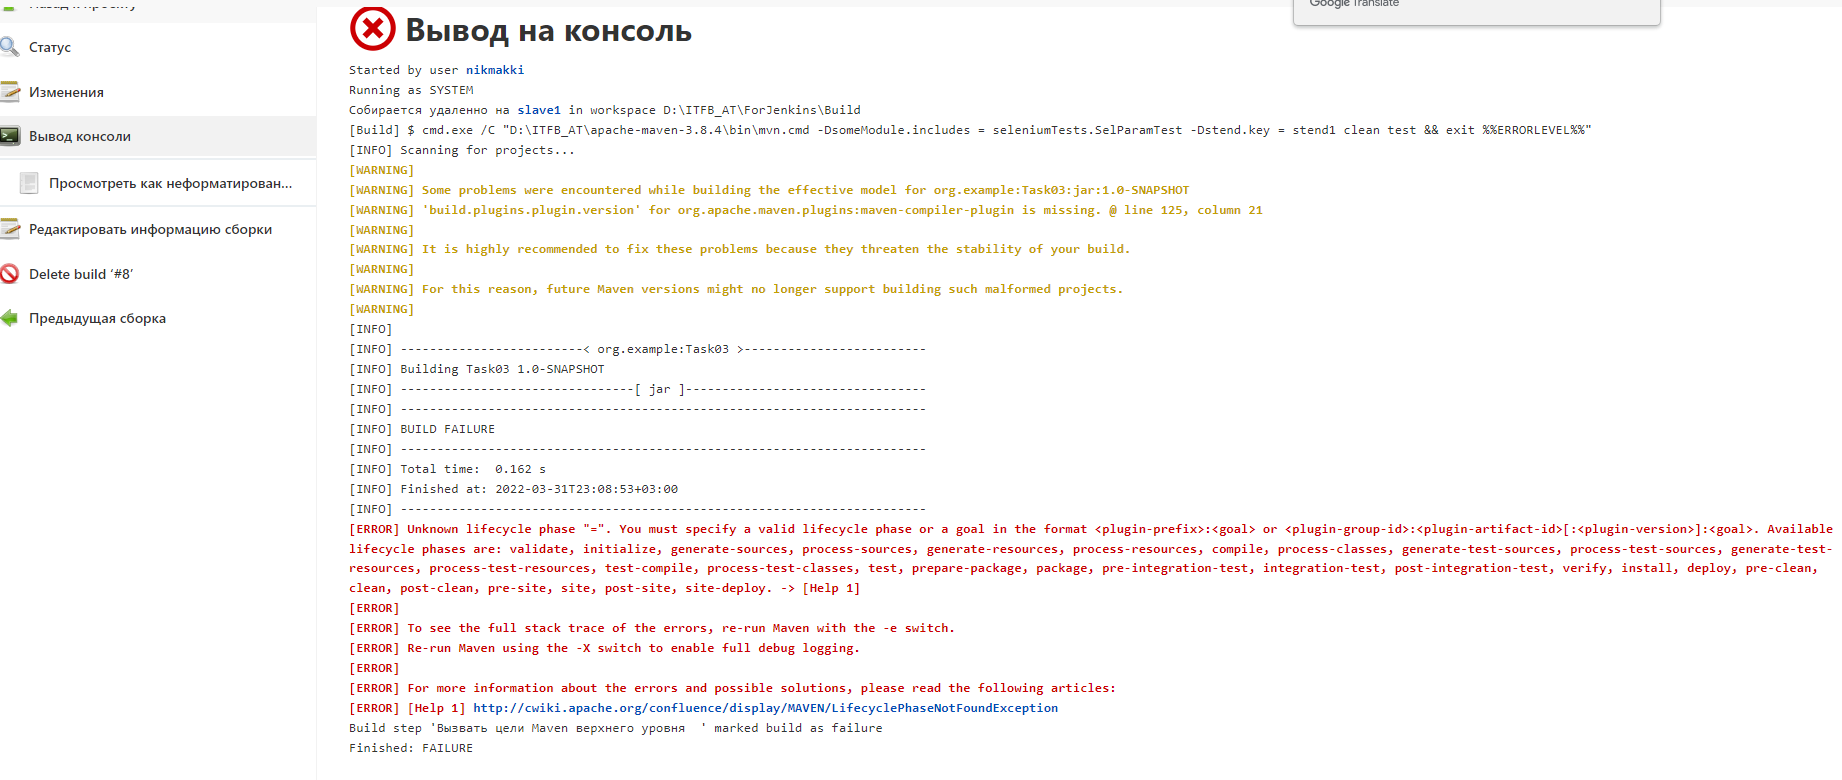 Назад к проекту
Google Translate
Статус
Изменения
Вывод консоли
Просмотреть как неформатирован...
Редактировать информацию сборки
Delete build ‘#8’
Предыдущая сборка
Вывод на консоль
Started by user nikmakki
Running as SYSTEM
Собирается удаленно на slave1 in workspace D:\ITFB_AT\ForJenkins\Build
[Build] $ cmd.exe /C "D:\ITFB_AT\apache-maven-3.8.4\bin\mvn.cmd -DsomeModule.includes = seleniumTests.SelParamTest -Dstend.key = stend1 clean test && exit %%ERRORLEVEL%%"
[INFO] Scanning for projects...
[WARNING]
[WARNING] Some problems were encountered while building the effective model for org.example:Task03:jar:1.0-SNAPSHOT
[WARNING] 'build.plugins.plugin.version' for org.apache.maven.plugins:maven-compiler-plugin is missing. @ line 125, column 21
[WARNING]
[WARNING] It is highly recommended to fix these problems because they threaten the stability of your build.
[WARNING]
[WARNING] For this reason, future Maven versions might no longer support building such malformed projects.
[WARNING]
[INFO]
[INFO] -------------------------< org.example:Task03 >-------------------------
[INFO] Building Task03 1.0-SNAPSHOT
[INFO] --------------------------------[ jar ]---------------------------------
[INFO] ------------------------------------------------------------------------
[INFO] BUILD FAILURE
[INFO] ------------------------------------------------------------------------
[INFO] Total time:  0.162 s
[INFO] Finished at: 2022-03-31T23:08:53+03:00
[INFO] ------------------------------------------------------------------------
[ERROR] Unknown lifecycle phase "=". You must specify a valid lifecycle phase or a goal in the format <plugin-prefix>:<goal> or <plugin-group-id>:<plugin-artifact-id>[:<plugin-version>]:<goal>. Available
lifecycle phases are: validate, initialize, generate-sources, process-sources, generate-resources, process-resources, compile, process-classes, generate-test-sources, process-test-sources, generate-test-
resources, process-test-resources, test-compile, process-test-classes, test, prepare-package, package, pre-integration-test, integration-test, post-integration-test, verify, install, deploy, pre-clean,
clean, post-clean, pre-site, site, post-site, site-deploy. -> [Help 1]
[ERROR]
[ERROR] To see the full stack trace of the errors, re-run Maven with the -e switch.
[ERROR] Re-run Maven using the -X switch to enable full debug logging.
[ERROR]
[ERROR] For more information about the errors and possible solutions, please read the following articles:
[ERROR] [Help 1] http://cwiki.apache.org/confluence/display/MAVEN/LifecyclePhaseNotFoundException
Build step 'Вызвать цели Maven верхнего уровня  ' marked build as failure
Finished: FAILURE